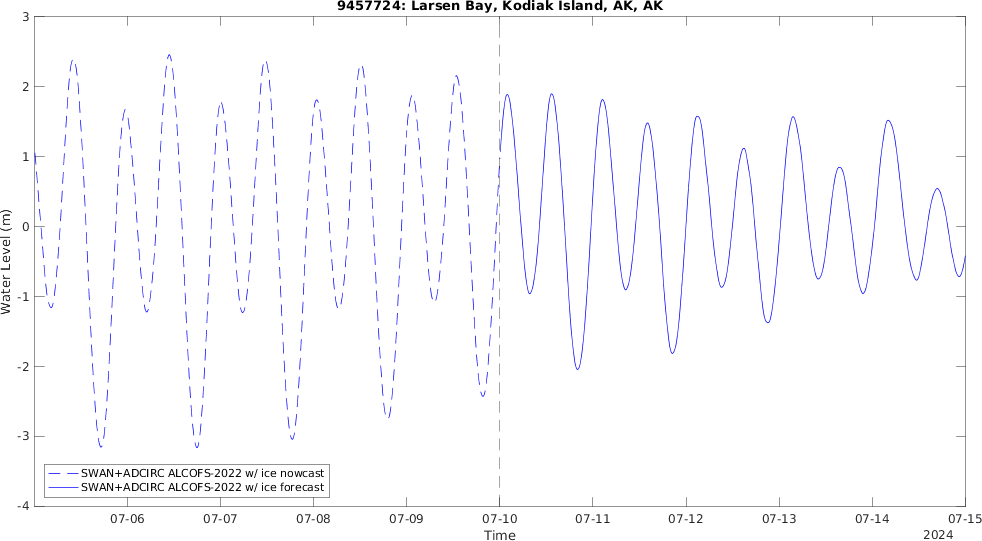 9457724: Larsen Bay, Kodiak Island, AK, AK
3
2
1
0
-1
-2
-3
-4
Water Level (m)
SWAN+ADCIRC ALCOFS-2022 w/ ice nowcast
SWAN+ADCIRC ALCOFS-2022 w/ ice forecast
07-06 07-07 07-08 07-09 07-10 07-11 07-12 07-13 07-14 07-15
Time
2024